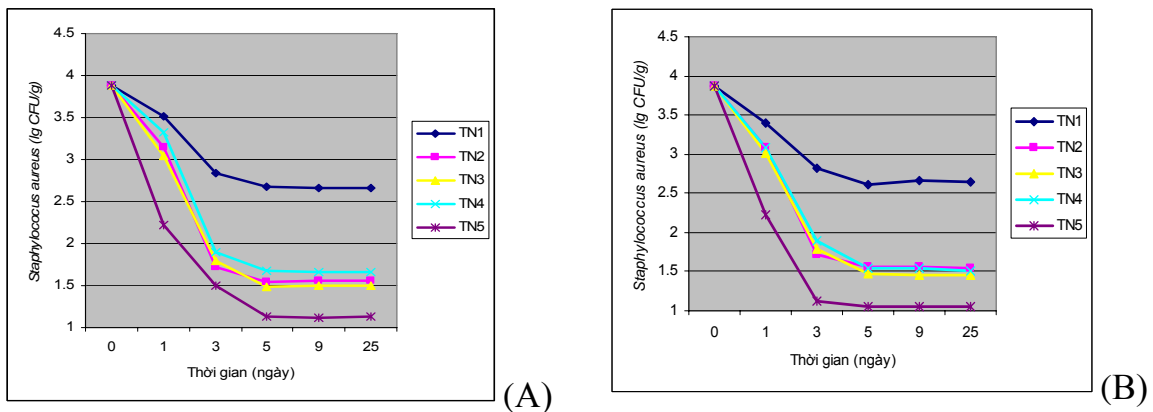 4.5
4
3.5
3
2.5
2
1.5
1
0 1 3 5 9 25
Staphylococcus aureus (lg CFU/g)
Thời gian (ngày)
TN1
TN2
TN3
TN4
TN5
(A)
4.5
4
3.5
3
2.5
2
1.5
1
0 1 3 5 9 25
Staphylococcus aureus (lg CFU/g)
Thời gian (ngày)
TN1
TN2
TN3
TN4
TN5
(B)